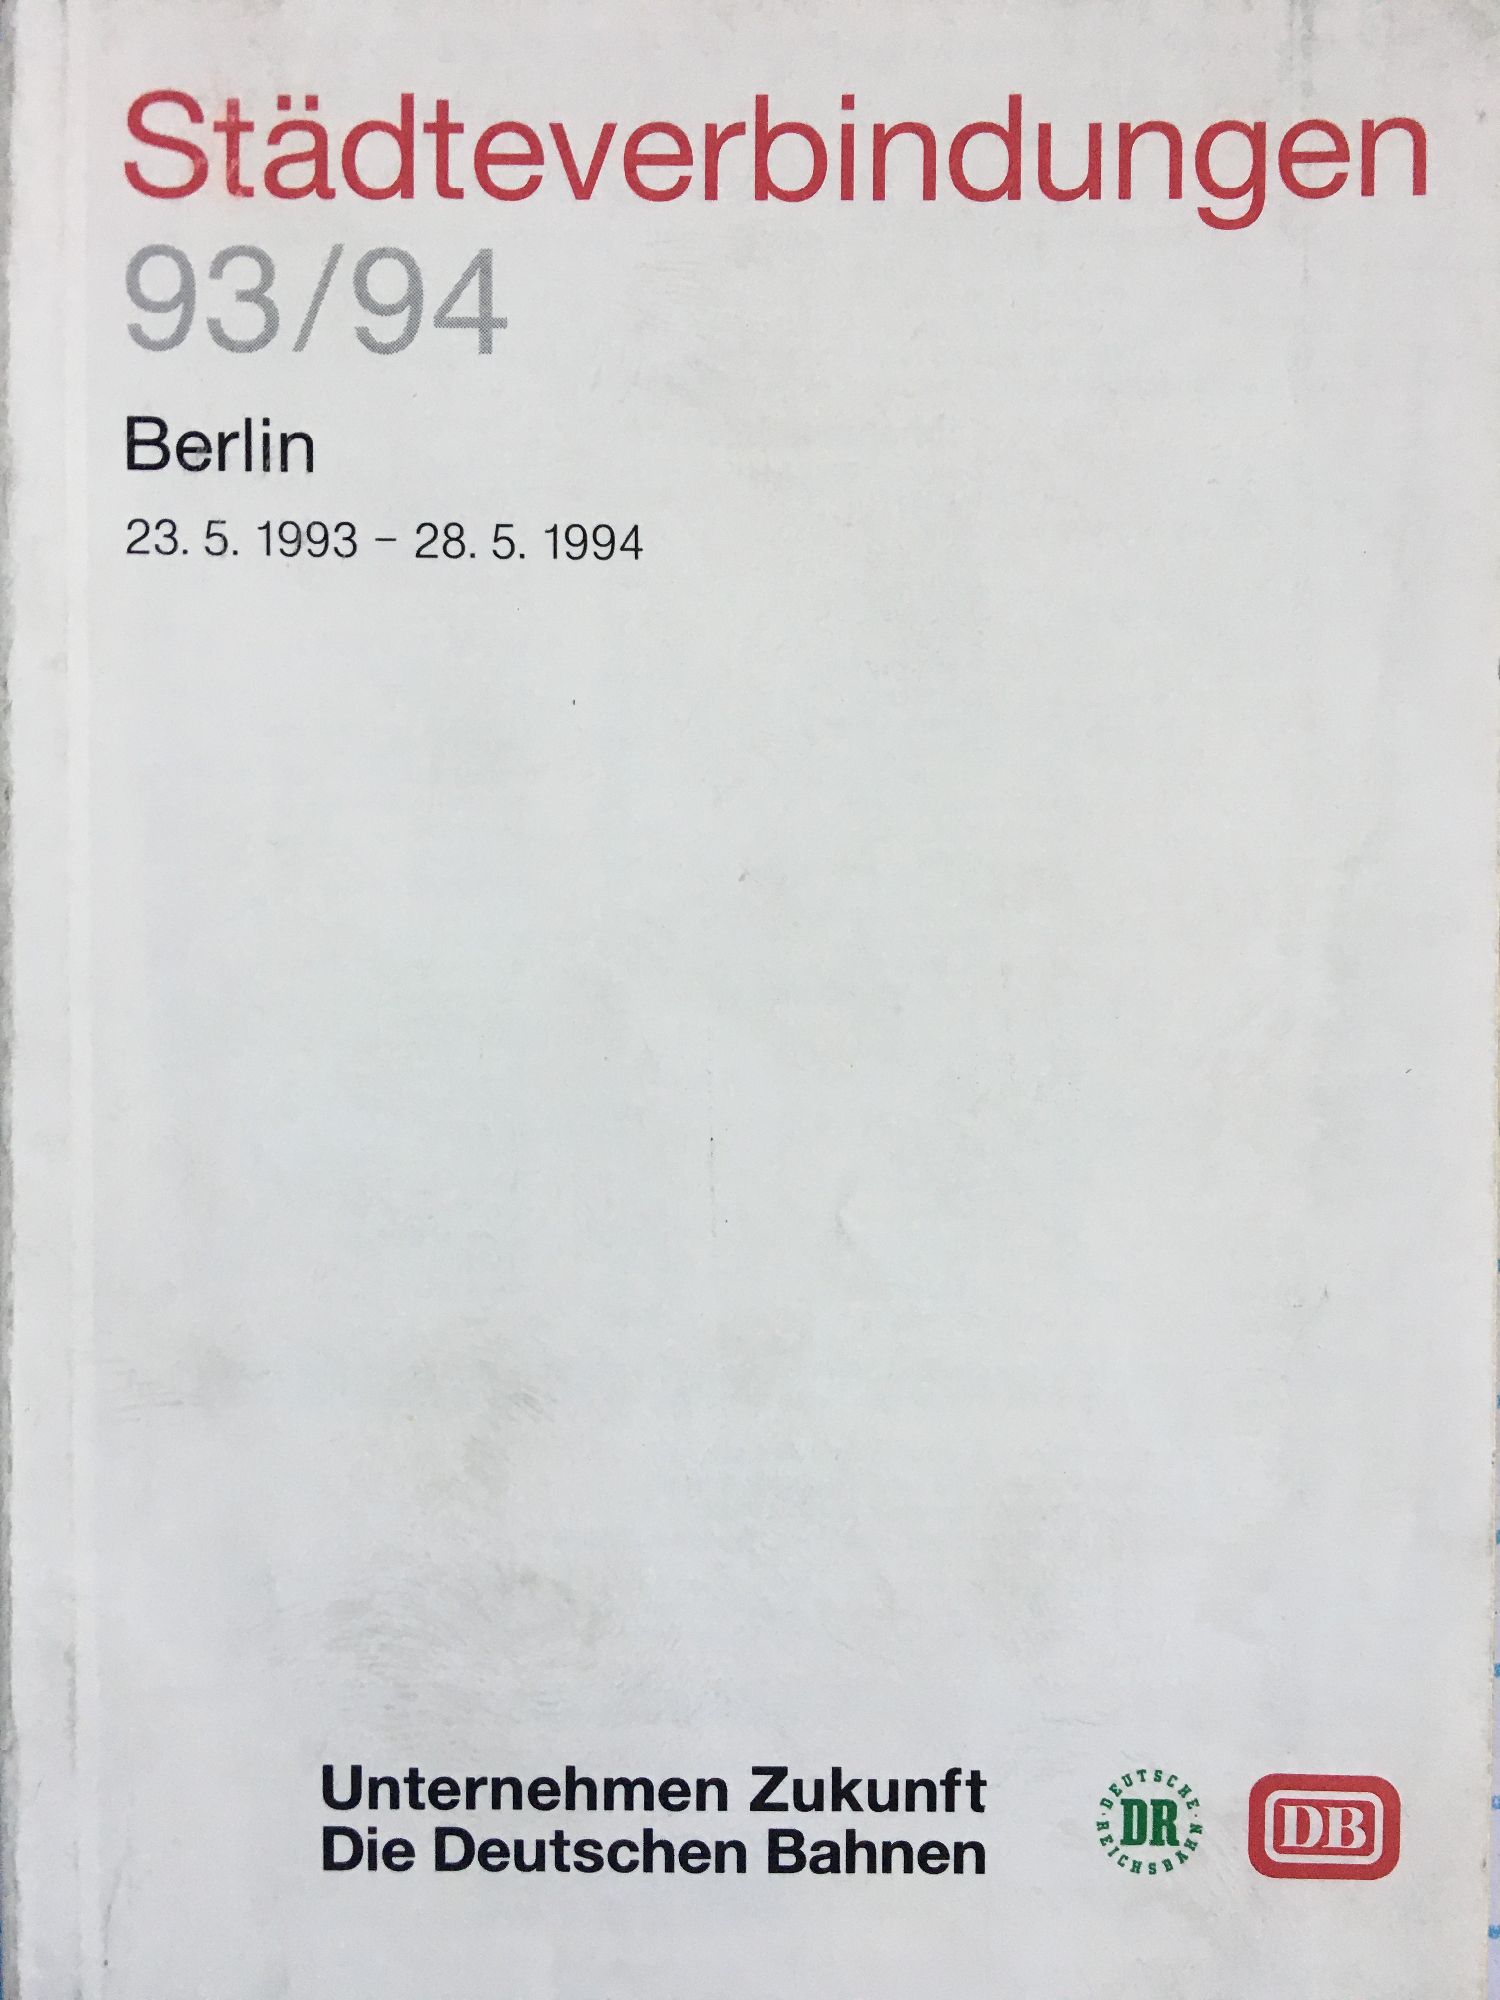 Städteverbindungen
93/94
Berlin
23. 5. 1993 – 28. 5. 1994
Unternehmen Zukunft
Die Deutschen Bahnen
DEUTSCHE REICHSBAHN
DR
DB